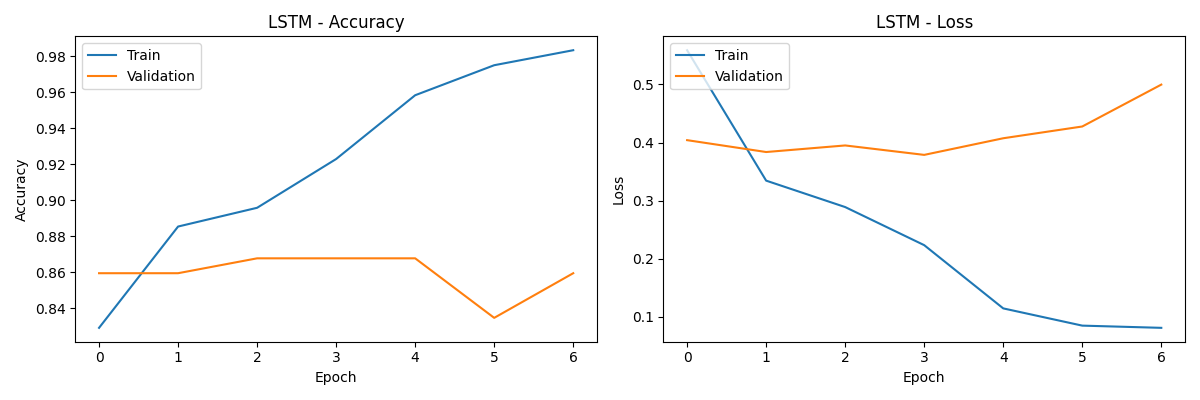 LSTM - Accuracy
Train
Validation
0.98
0.96
0.94
0.92
0.90
0.88
0.86
0.84
Accuracy
0 1 2 3 4 5 6
Epoch
LSTM - Loss
Train
Validation
0.5
0.4
0.3
0.2
0.1
Loss
0 1 2 3 4 5 6
Epoch